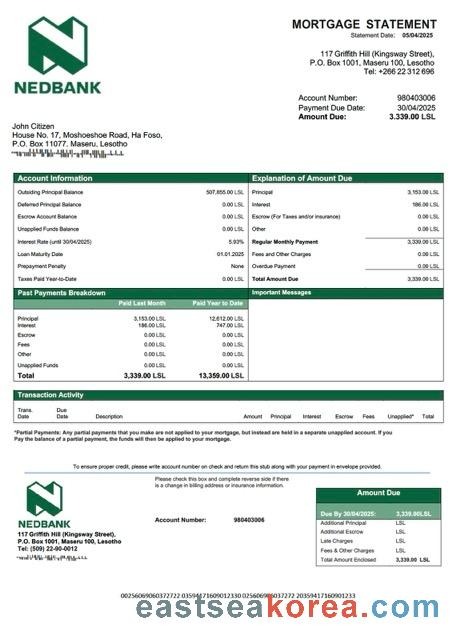 NEDBANK
MORTGAGE STATEMENT
Statement Date: 05/04/2025
117 Griffith Hill (Kingsway Street),
P.O. Box 1001, Maseru 100, Lesotho
Tel: +266 22 312 696
Account Number: 980403006
Payment Due Date: 30/04/2025
Amount Due: 3.339.00 LSL
John Citizen
House No. 17, Moshoeshoe Road, Ha Foso,
P.O. Box 11077. Maseru, Lesotho
Account Information
Outsiding Principal Balance 507,855.00 LSL
Deferred Principal Balance 0.00 LSL
Escrow Account Balance 0.00 LSL
Unapplied Funds Balance 0.00 LSL
Interest Rate (until 30/04/2025) 5.93%
Loan Maturity Date 01.01.2025
Prepayment Penalty None
Taxes Paid Year-to-Date 0.00 LSL
Explanation of Amount Due
Principal 3,153.00 LSL
Interest 186.00 LSL
Escrow (For Taxes and/or insurance) 0.00 LSL
Other 0.00 LSL
Regular Monthly Payment 3,339.00 LSL
Fees and Other Charges 0.00 LSL
Overdue Payment 0.00 LSL
Total Amount Due 3,339.00 LSL
Past Payments Breakdown
Paid Last Month Paid Year to Date
Principal 3,153.00 LSL 12,612.00 LSL
Interest 186.00 LSL 747.00 LSL
Escrow 0.00 LSL 0.00 LSL
Fees 0.00 LSL 0.00 LSL
Other 0.00 LSL 0.00 LSL
Unapplied Funds 0.00 LSL 0.00 LSL
Total 3,339.00 LSL 13,359.00 LSL
Important Messages
Transaction Activity
Trans. Date Due Date Description Amount Principal Interest Escrow Fees Unapplied* Total
*Partial Payments: Any partial payments that you make are not applied to your mortgage, but instead are held in a separate unapplied account. If you
Pay the balance of a partial payment, the funds will then be applied to your mortgage.
To ensure proper credit, please write account number on check and return this stub along with your payment in envelope provided.
Please check this box and complete reverse side if there
is a change in billing address or insurance information.
NEDBANK
117 Griffith Hill (Kingsway Street),
P.O. Box 1001, Maseru 100, Lesotho
Tel: (509) 22-90-0012
Account Number: 980403006
Amount Due
Due By 30/04/2025: 3,339.00LSL
Additional Principal LSL
Additional Escrow LSL
Late Charges LSL
Fees & Other Charges LSL
Total Amount Enclosed 3,339.00 LSL
00256069060372722 03594171609012330 02560690603772 20359417160901233
eastseakorea.com